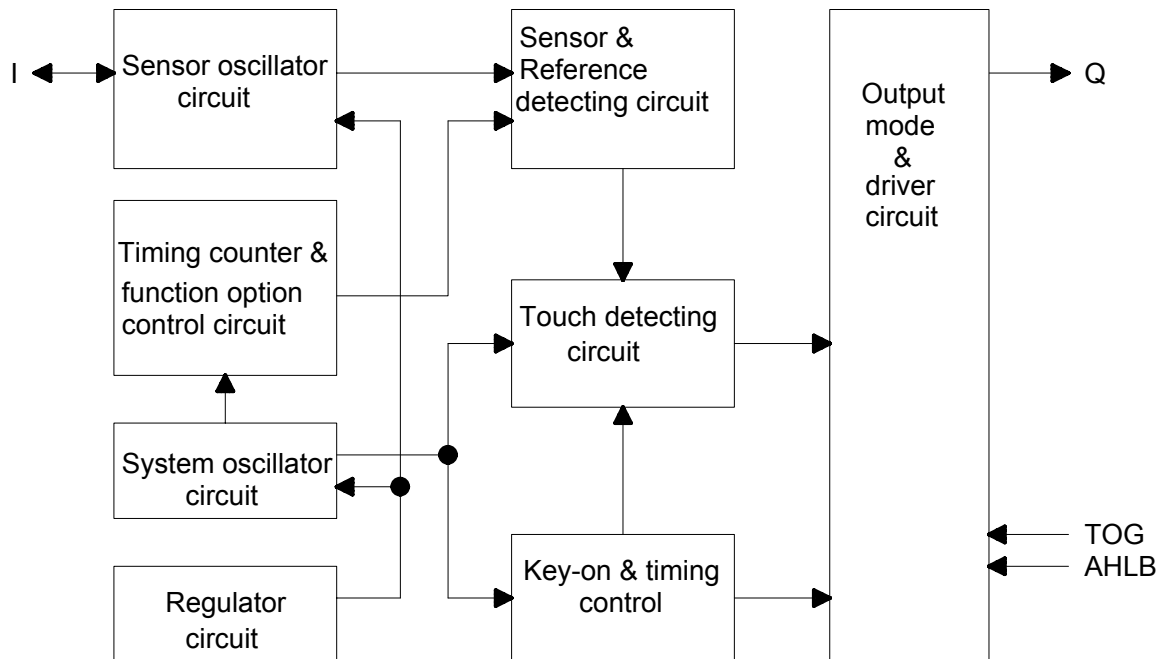 I
Sensor oscillator
circuit
Sensor &
Reference
detecting circuit
Output
mode
&
driver
circuit
Q
Timing counter &
function option
control circuit
Touch detecting
circuit
System oscillator
circuit
Key-on & timing
control
TOG
AHLB
Regulator
circuit